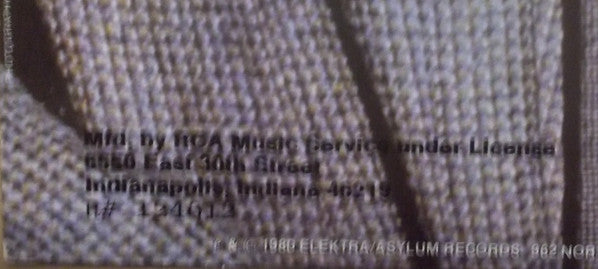 Mfd. by RCA Music Service under License
6550 East 30th Street
Indianapolis, Indiana 46219
R# 134613
℗ & © 1980 ELEKTRA/ASYLUM RECORDS 962 NOR